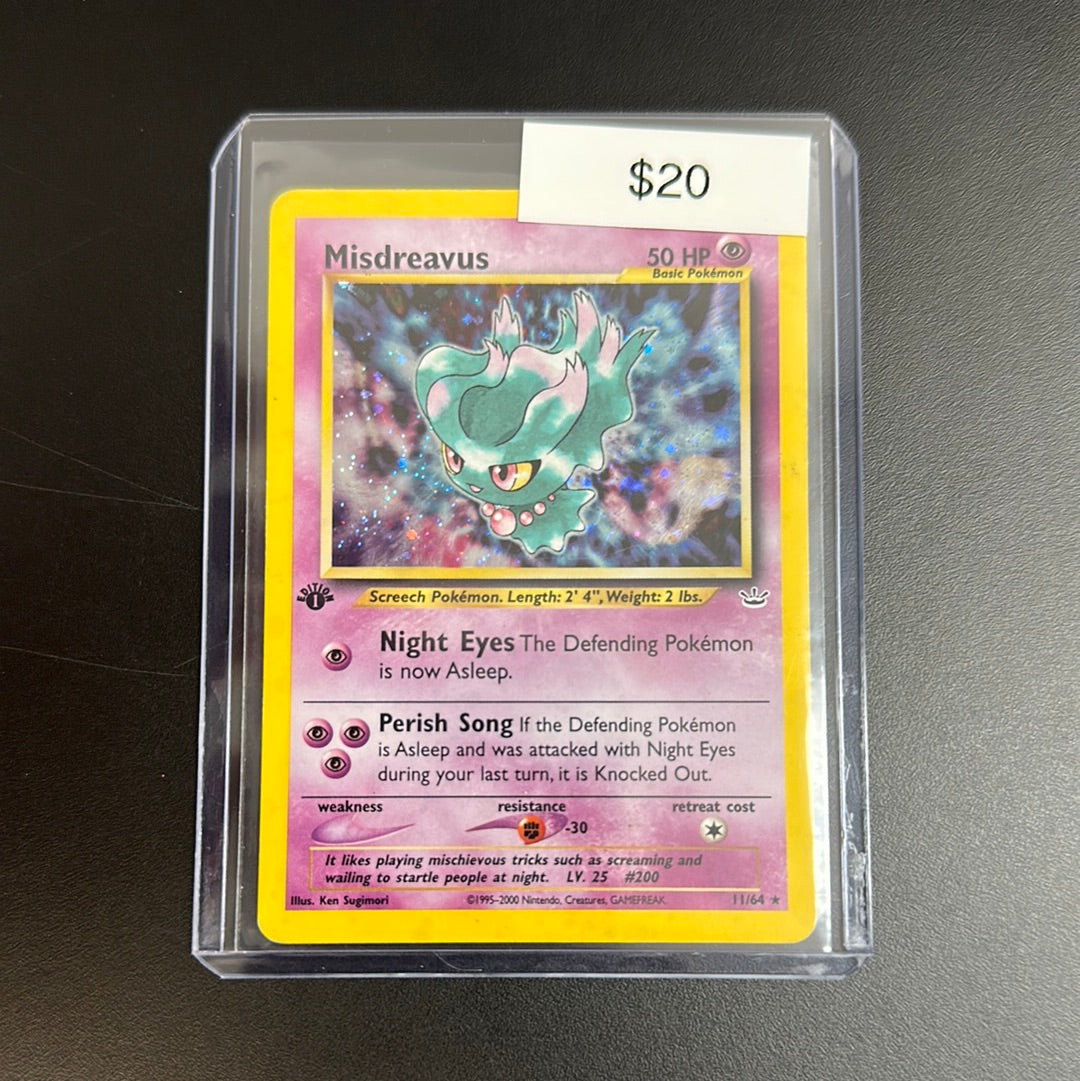 $20
Misdreavus
50 HP
Basic Pokémon
EDITION
1
Screech Pokémon. Length: 2' 4", Weight: 2 lbs.
Night Eyes The Defending Pokémon
is now Asleep.
Perish Song If the Defending Pokémon
is Asleep and was attacked with Night Eyes
during your last turn, it is Knocked Out.
weakness resistance retreat cost
-30
It likes playing mischievous tricks such as screaming and
wailing to startle people at night. LV. 25 #200
Illus. Ken Sugimori ©1995-2000 Nintendo, Creatures, GAMEFREAK. 11/64 ★